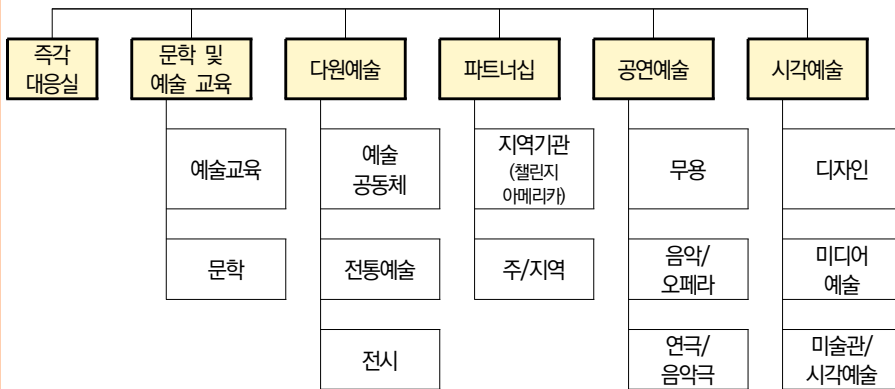 즉각
대응실
문학 및
예술 교육
다원예술
파트너십
공연예술
시각예술
예술교육
예술
공동체
지역기관
(챌린지
아메리카)
무용
디자인
문학
전통예술
주/지역
음악/
오페라
미디어
예술
전시
연극/
음악극
미술관/
시각예술